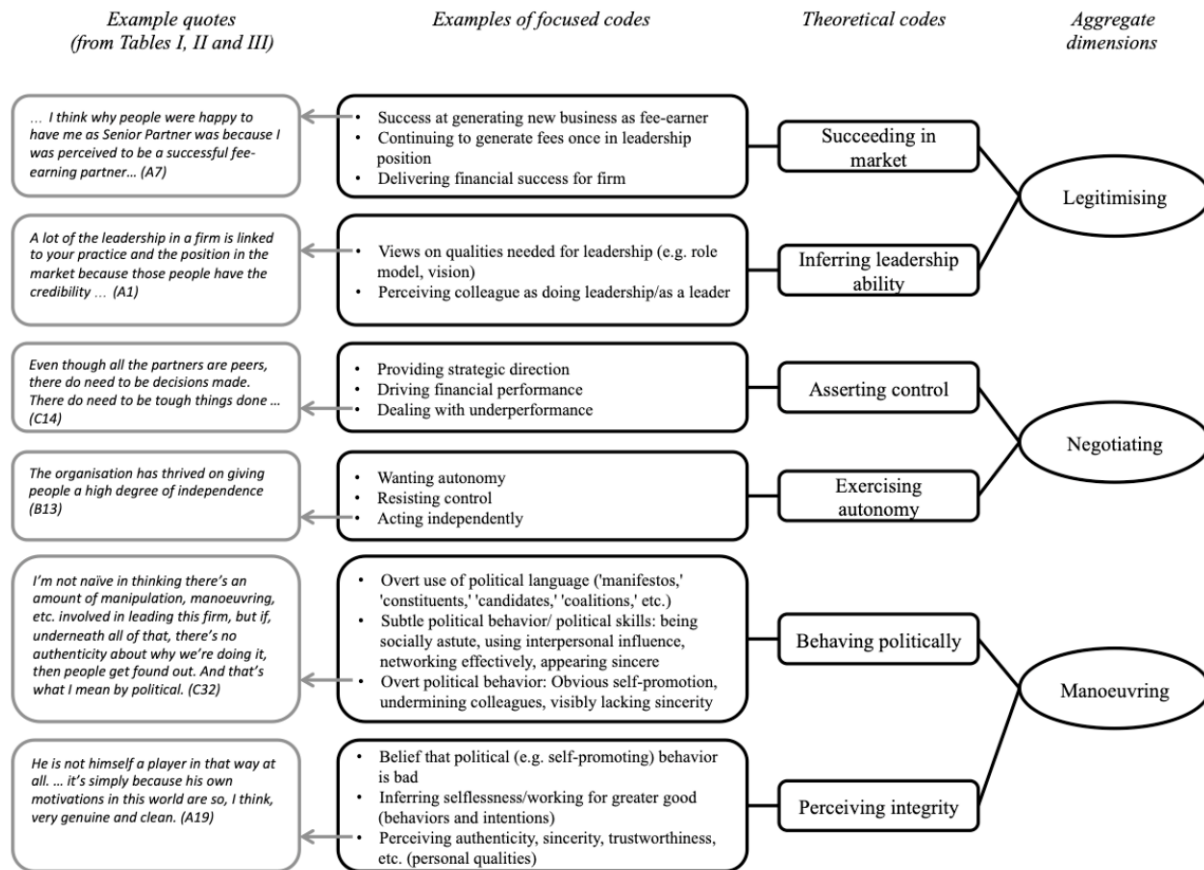 Example quotes
(from Tables I, II and III)
Examples of focused codes
Theoretical codes
Aggregate
dimensions
… I think why people were happy to
have me as Senior Partner was because I
was perceived to be a successful fee-
earning partner… (A7)
• Success at generating new business as fee-earner
• Continuing to generate fees once in leadership
position
• Delivering financial success for firm
Succeeding in
market
Legitimising
A lot of the leadership in a firm is linked
to your practice and the position in the
market because those people have the
credibility … (A1)
• Views on qualities needed for leadership (e.g. role
model, vision)
• Perceiving colleague as doing leadership/as a leader
Inferring leadership
ability
Even though all the partners are peers,
there do need to be decisions made.
There do need to be tough things done …
(C14)
• Providing strategic direction
• Driving financial performance
• Dealing with underperformance
Asserting control
Negotiating
The organisation has thrived on giving
people a high degree of independence
(B13)
• Wanting autonomy
• Resisting control
• Acting independently
Exercising
autonomy
I'm not naïve in thinking there's an
amount of manipulation, manoeuvring,
etc. involved in leading this firm, but if,
underneath all of that, there's no
authenticity about why we're doing it,
then people get found out. And that's
what I mean by political. (C32)
• Overt use of political language ('manifestos,'
'constituents,' 'candidates,' 'coalitions,' etc.)
• Subtle political behavior/ political skills: being
socially astute, using interpersonal influence,
networking effectively, appearing sincere
• Overt political behavior: Obvious self-promotion,
undermining colleagues, visibly lacking sincerity
Behaving politically
Manoeuvring
He is not himself a player in that way at
all. … it's simply because his own
motivations in this world are so, I think,
very genuine and clean. (A19)
• Belief that political (e.g. self-promoting) behavior
is bad
• Inferring selflessness/working for greater good
(behaviors and intentions)
• Perceiving authenticity, sincerity, trustworthiness,
etc. (personal qualities)
Perceiving integrity